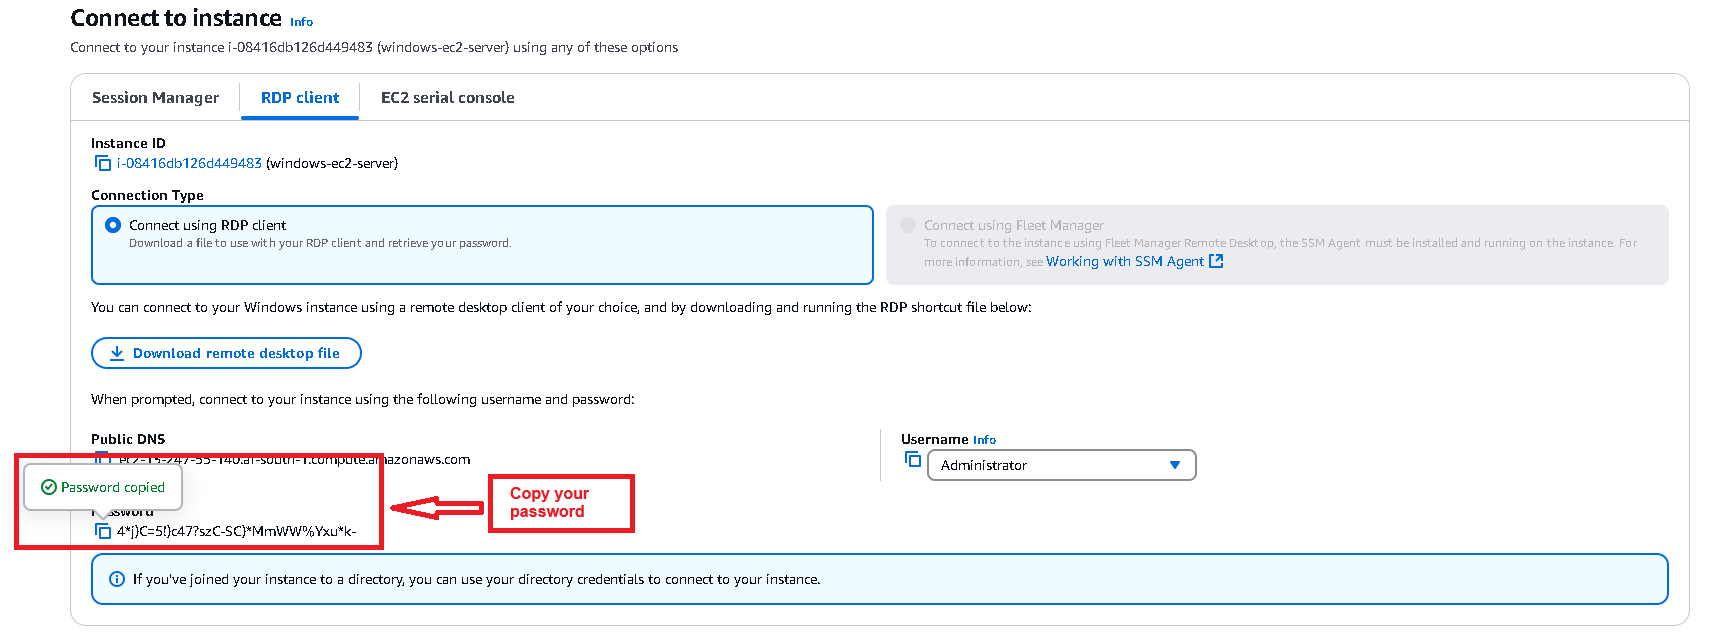 Connect to instance Info
Connect to your instance i-08416db126d449483 (windows-ec2-server) using any of these options
Session Manager
RDP client
EC2 serial console
Instance ID
i-08416db126d449483 (windows-ec2-server)
Connection Type
Connect using RDP client
Download a file to use with your RDP client and retrieve your password.
Connect using Fleet Manager
To connect to the instance using Fleet Manager Remote Desktop, the SSM Agent must be installed and running on the instance. For
more information, see Working with SSM Agent
You can connect to your Windows instance using a remote desktop client of your choice, and by downloading and running the RDP shortcut file below:
Download remote desktop file
When prompted, connect to your instance using the following username and password:
Public DNS
ec2-13-247-55-140.af-south-1.compute.amazonaws.com
Username Info
Administrator
Password copied
Password
4*j)C=5!)c47?szC-SC)*MmWW%Yxu*k-
Copy your
password
If you've joined your instance to a directory, you can use your directory credentials to connect to your instance.